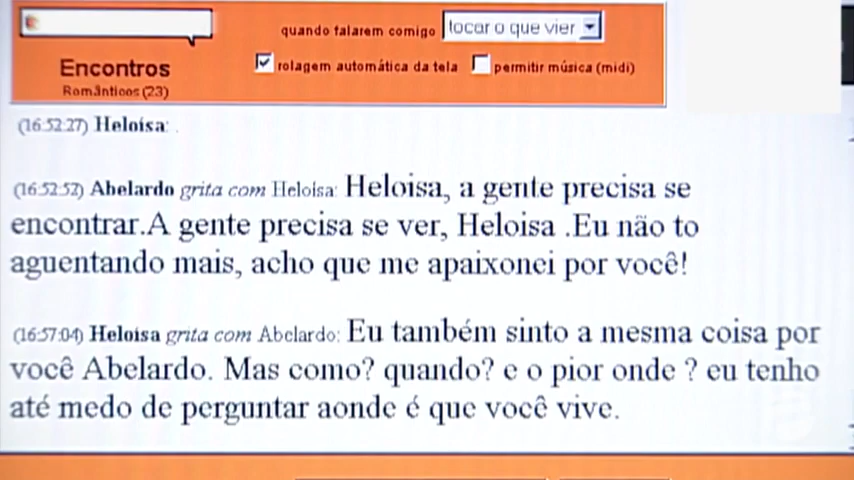 quando falarem comigo tocar o que vier
Encontros
rolagem automática da tela permitir música (midi)
Românticos (23)
(16:52:27) Heloisa: .
(16:52:52) Abelardo grita com Heloisa: Heloisa, a gente precisa se
encontrar.A gente precisa se ver, Heloisa .Eu não to
aguentando mais, acho que me apaixonei por você!
(16:57:04) Heloisa grita com Abelardo: Eu também sinto a mesma coisa por
você Abelardo. Mas como? quando? e o pior onde ? eu tenho
até medo de perguntar aonde é que você vive.